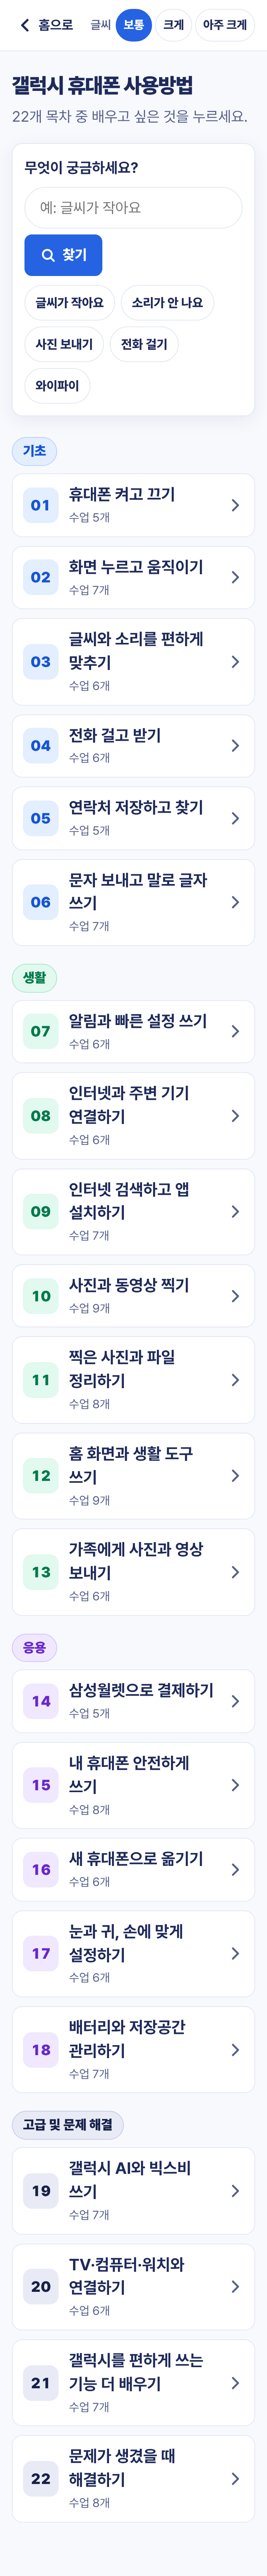 홈으로 글씨 보통 크게 아주 크게
갤럭시 휴대폰 사용방법
22개 목차 중 배우고 싶은 것을 누르세요.
무엇이 궁금하세요?
예: 글씨가 작아요
찾기
글씨가 작아요 소리가 안 나요
사진 보내기 전화 걸기
와이파이
기초
01 휴대폰 켜고 끄기
수업 5개
02 화면 누르고 움직이기
수업 7개
03 글씨와 소리를 편하게
맞추기
수업 6개
04 전화 걸고 받기
수업 6개
05 연락처 저장하고 찾기
수업 5개
06 문자 보내고 말로 글자
쓰기
수업 7개
생활
07 알림과 빠른 설정 쓰기
수업 6개
08 인터넷과 주변 기기
연결하기
수업 6개
09 인터넷 검색하고 앱
설치하기
수업 7개
10 사진과 동영상 찍기
수업 9개
11 찍은 사진과 파일
정리하기
수업 8개
12 홈 화면과 생활 도구
쓰기
수업 9개
13 가족에게 사진과 영상
보내기
수업 6개
응용
14 삼성월렛으로 결제하기
수업 5개
15 내 휴대폰 안전하게
쓰기
수업 8개
16 새 휴대폰으로 옮기기
수업 6개
17 눈과 귀, 손에 맞게
설정하기
수업 6개
18 배터리와 저장공간
관리하기
수업 7개
고급 및 문제 해결
19 갤럭시 AI와 빅스비
쓰기
수업 7개
20 TV·컴퓨터·워치와
연결하기
수업 6개
21 갤럭시를 편하게 쓰는
기능 더 배우기
수업 7개
22 문제가 생겼을 때
해결하기
수업 8개